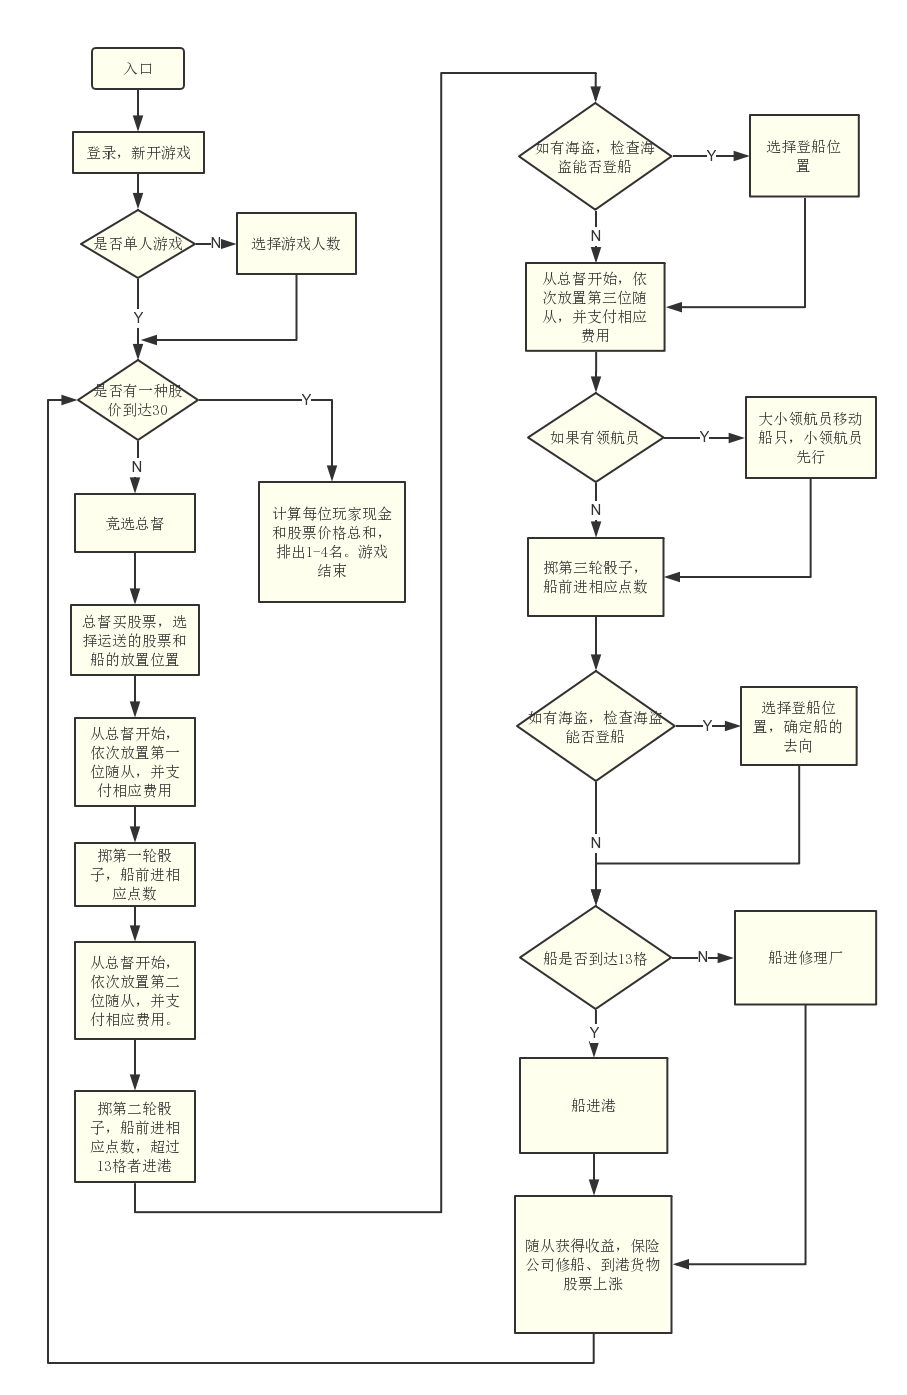 入口
登录，新开游戏
是否单人游戏
N
选择游戏人数
Y
是否有一种股
价到达30
Y
N
计算每位玩家现金
和股票价格总和，
排出1-4名。游戏
结束
竞选总督
总督买股票，选
择运送的股票和
船的放置位置
从总督开始，
依次放置第一
位随从，并支
付相应费用
掷第一轮骰
子，船前进相
应点数
从总督开始，
依次放置第二
位随从，并支
付相应费用。
掷第二轮骰
子，船前进相
应点数，超过
13格者进港
如有海盗，检查海
盗能否登船
Y
选择登船位
置
N
从总督开始，依
次放置第三位随
从，并支付相应
费用
如果有领航员
Y
大小领航员移动
船只，小领航员
先行
N
掷第三轮骰子，
船前进相应点数
如有海盗，检查海盗
能否登船
Y
选择登船位
置，确定船的
去向
N
船是否到达13格
N
船进修理厂
Y
船进港
随从获得收益，保险
公司修船、到港货物
股票上涨